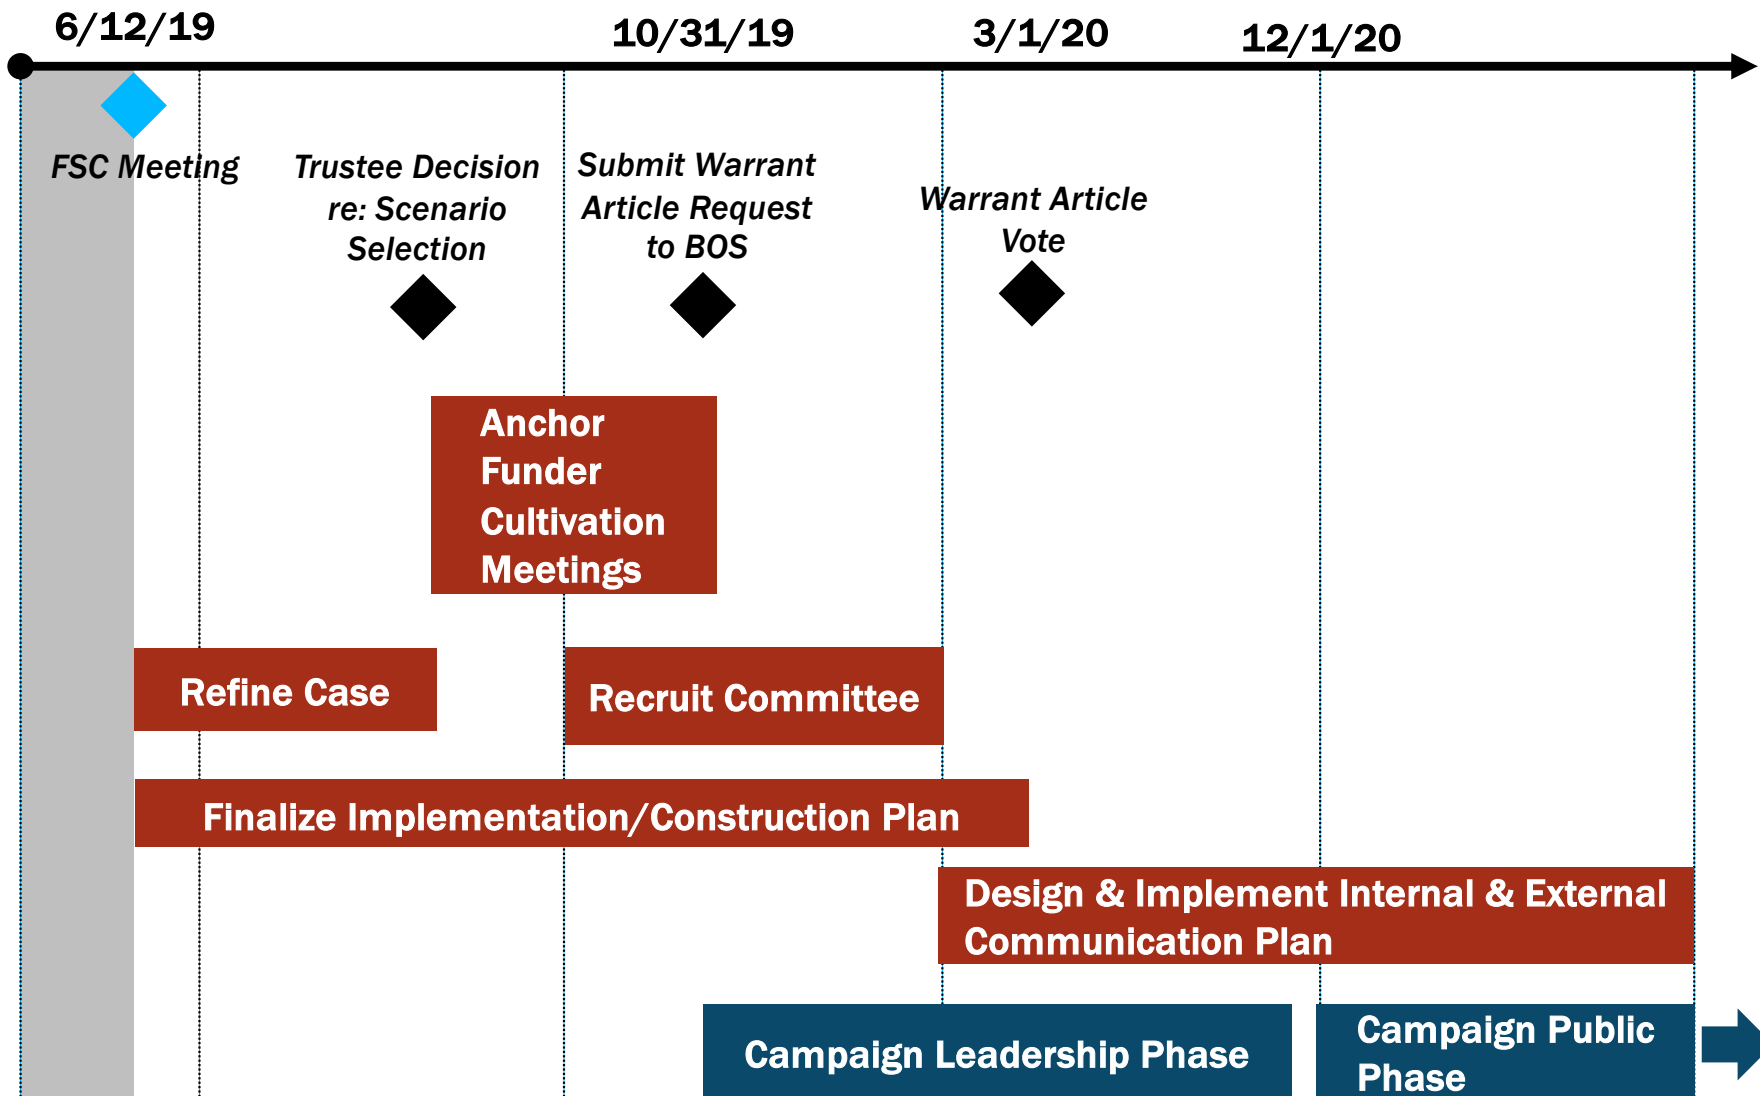 6/12/19
10/31/19
3/1/20
12/1/20
FSC Meeting
Trustee Decision
re: Scenario
Selection
Submit Warrant
Article Request
to BOS
Warrant Article
Vote
Anchor
Funder
Cultivation
Meetings
Refine Case
Recruit Committee
Finalize Implementation/Construction Plan
Design & Implement Internal & External
Communication Plan
Campaign Leadership Phase
Campaign Public
Phase